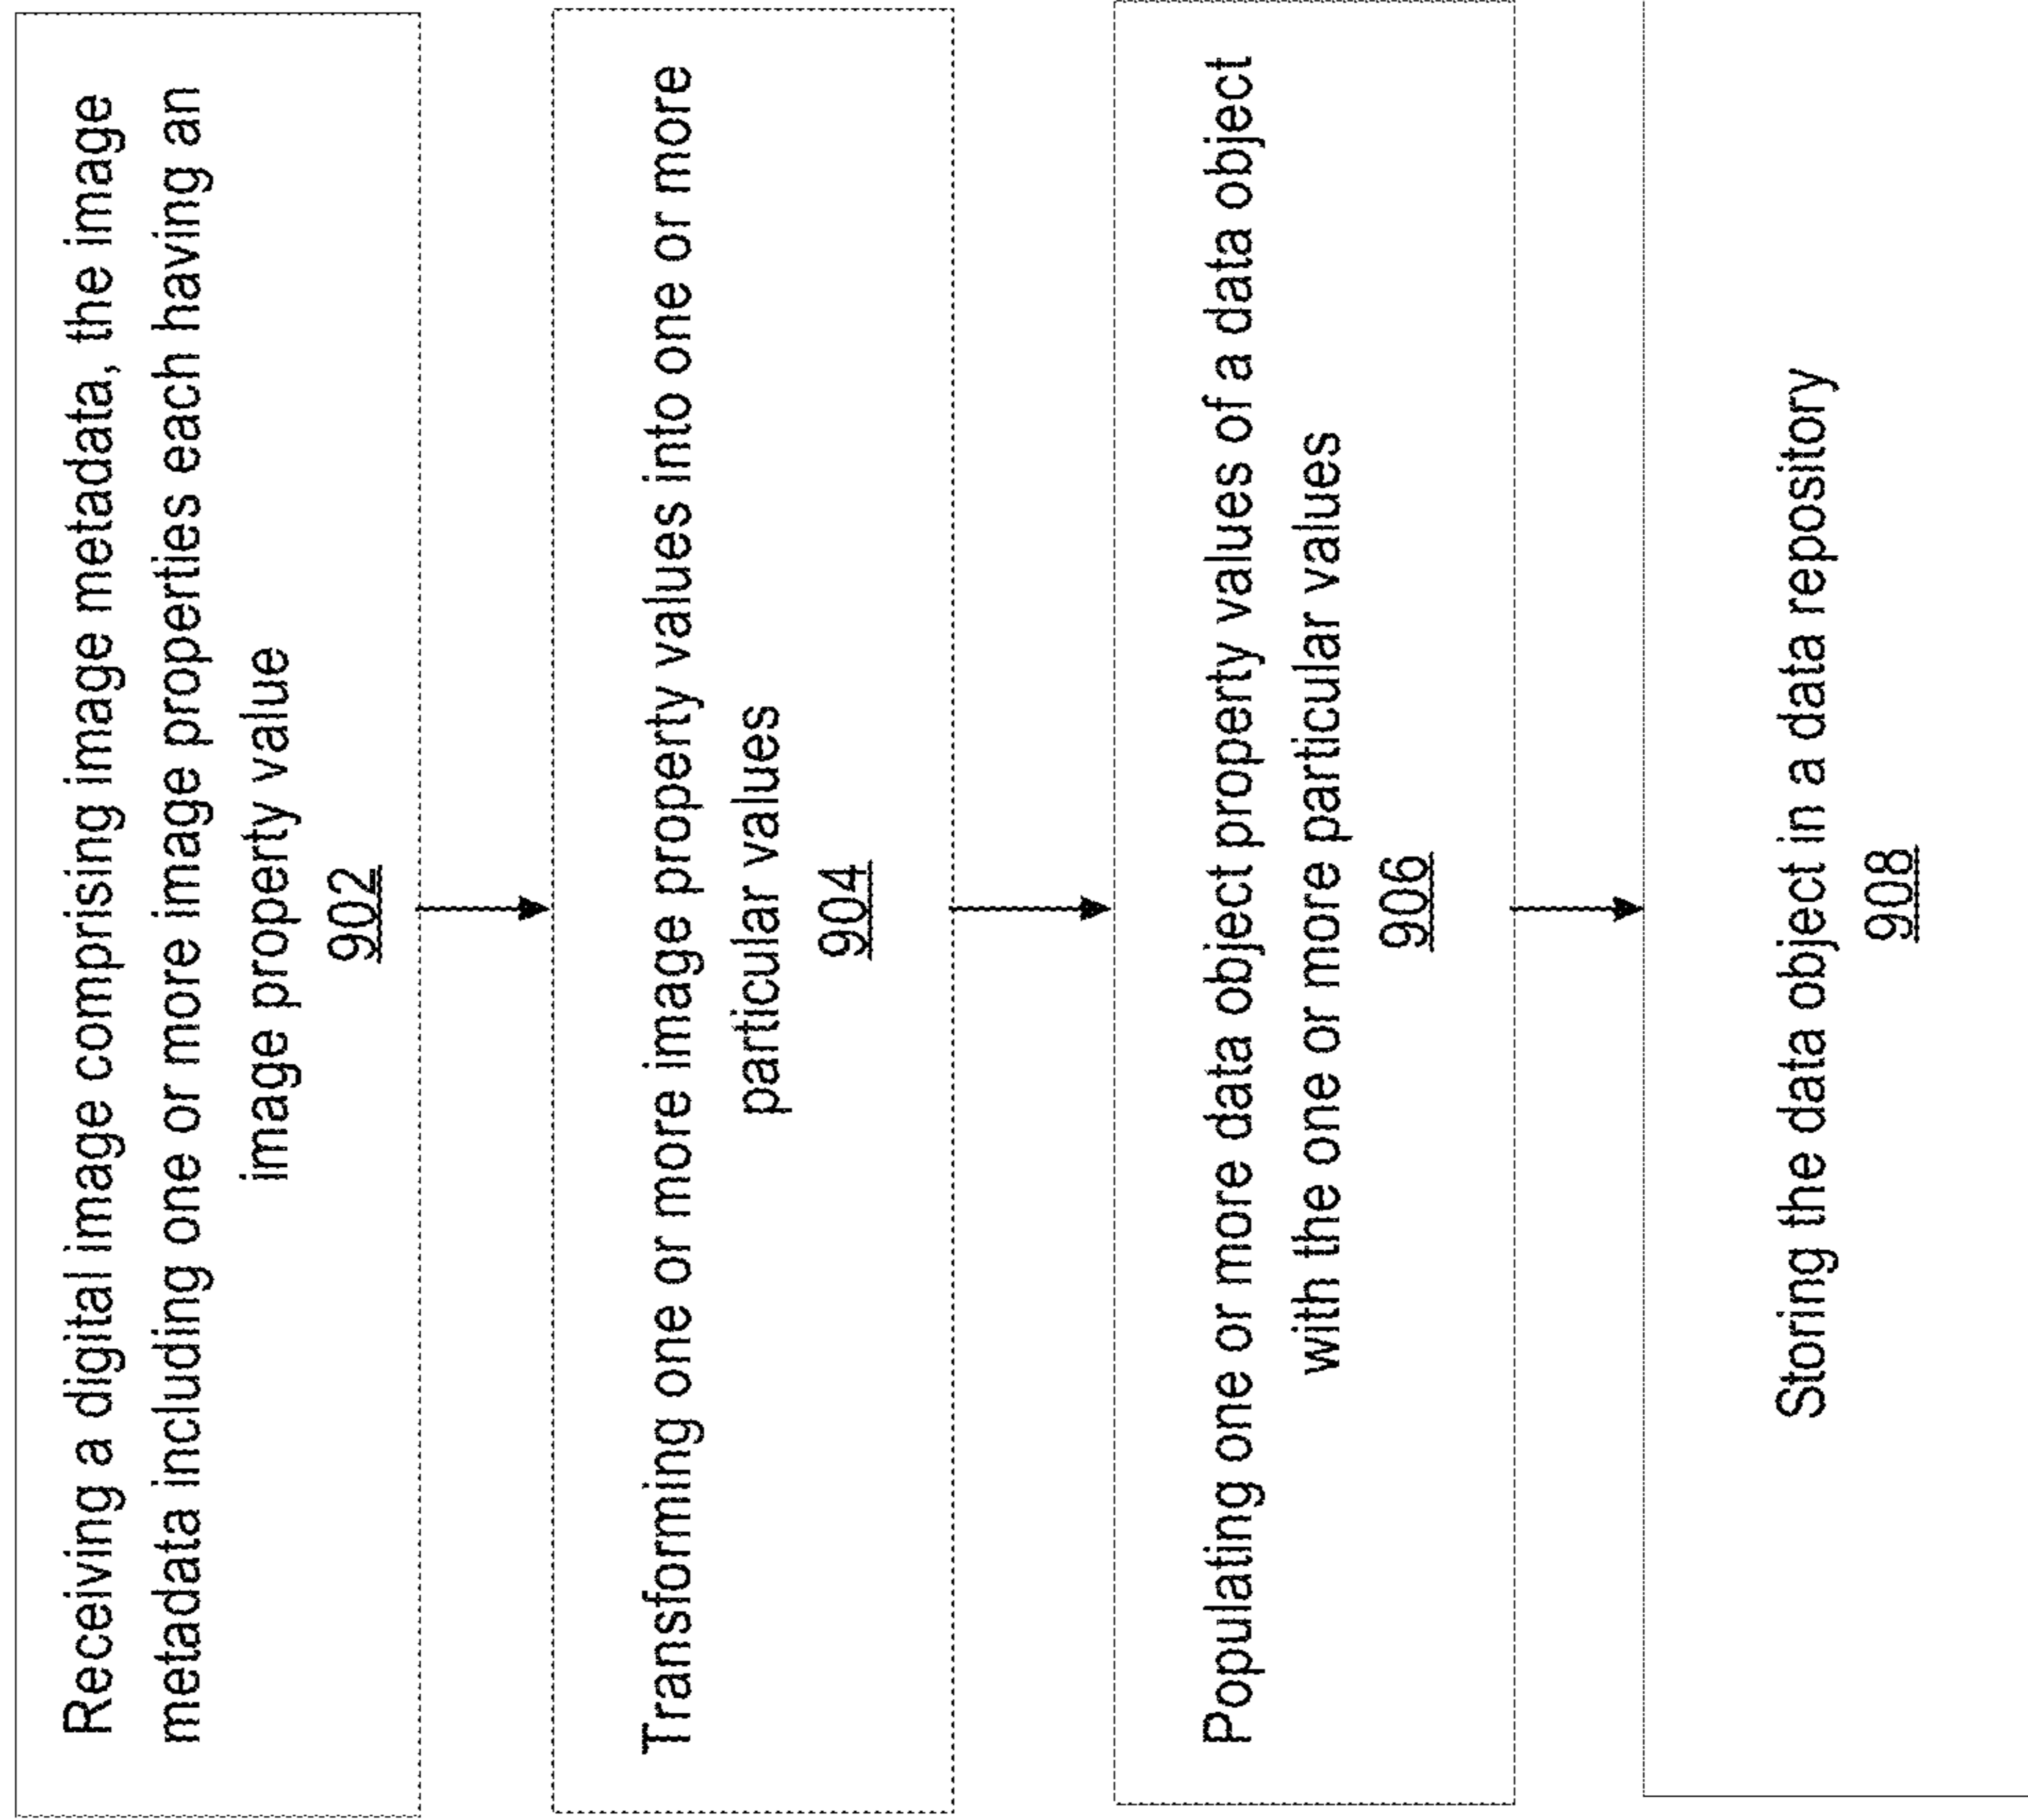 Receiving a digital image comprising image metadata, the image
metadata including one or more image properties each having an
image property value
902
Transforming one or more image property values into one or more
particular values
904
Populating one or more data object property values of a data object
with the one or more particular values
906
Storing the data object in a data repository
908